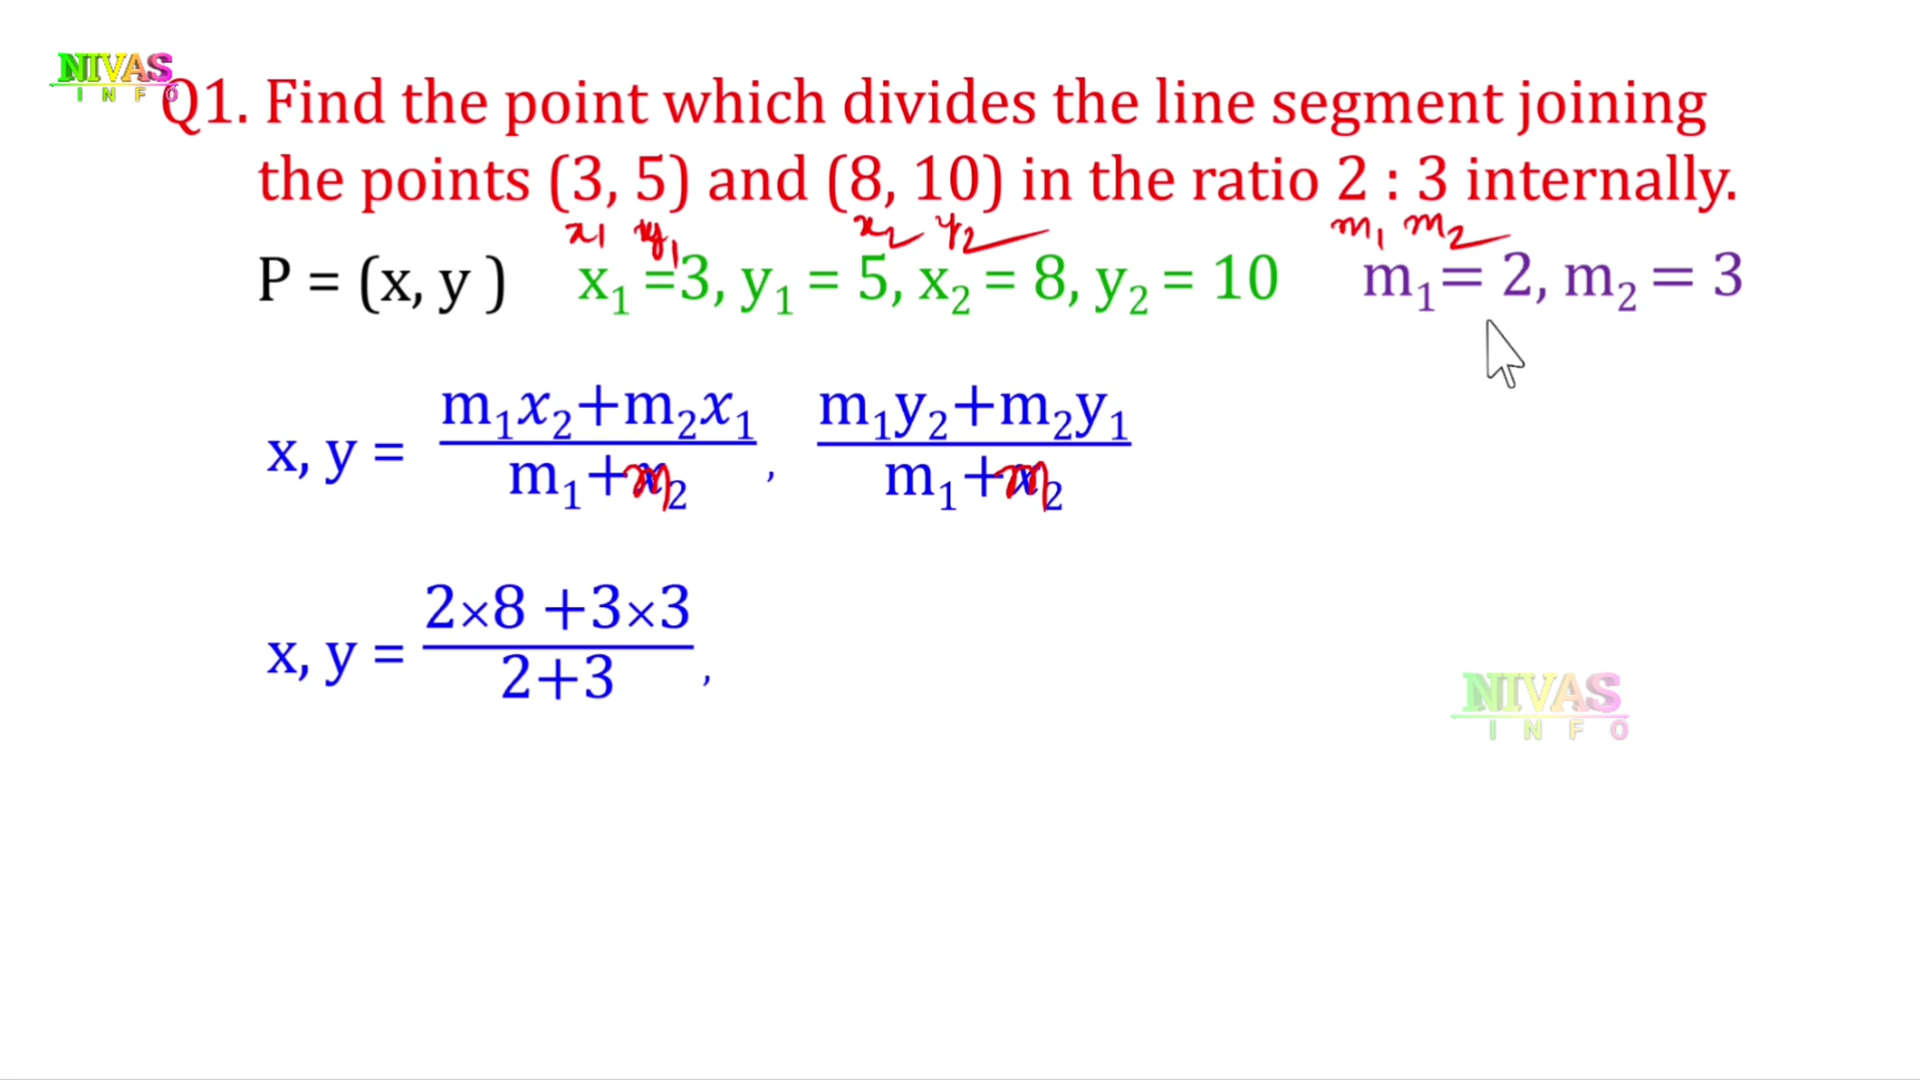 NIVAS
INFO
Q1. Find the point which divides the line segment joining
the points (3, 5) and (8, 10) in the ratio 2 : 3 internally.
x1 y1 x2 y2 m1 m2
P = (x, y ) x₁ =3, y₁ = 5, x₂ = 8, y₂ = 10 m₁= 2, m₂ = 3
x, y = m₁x₂+m₂x₁ / m₁+m₂ , m₁y₂+m₂y₁ / m₁+m₂
x, y = 2×8 +3×3 / 2+3 ,
NIVAS
INFO